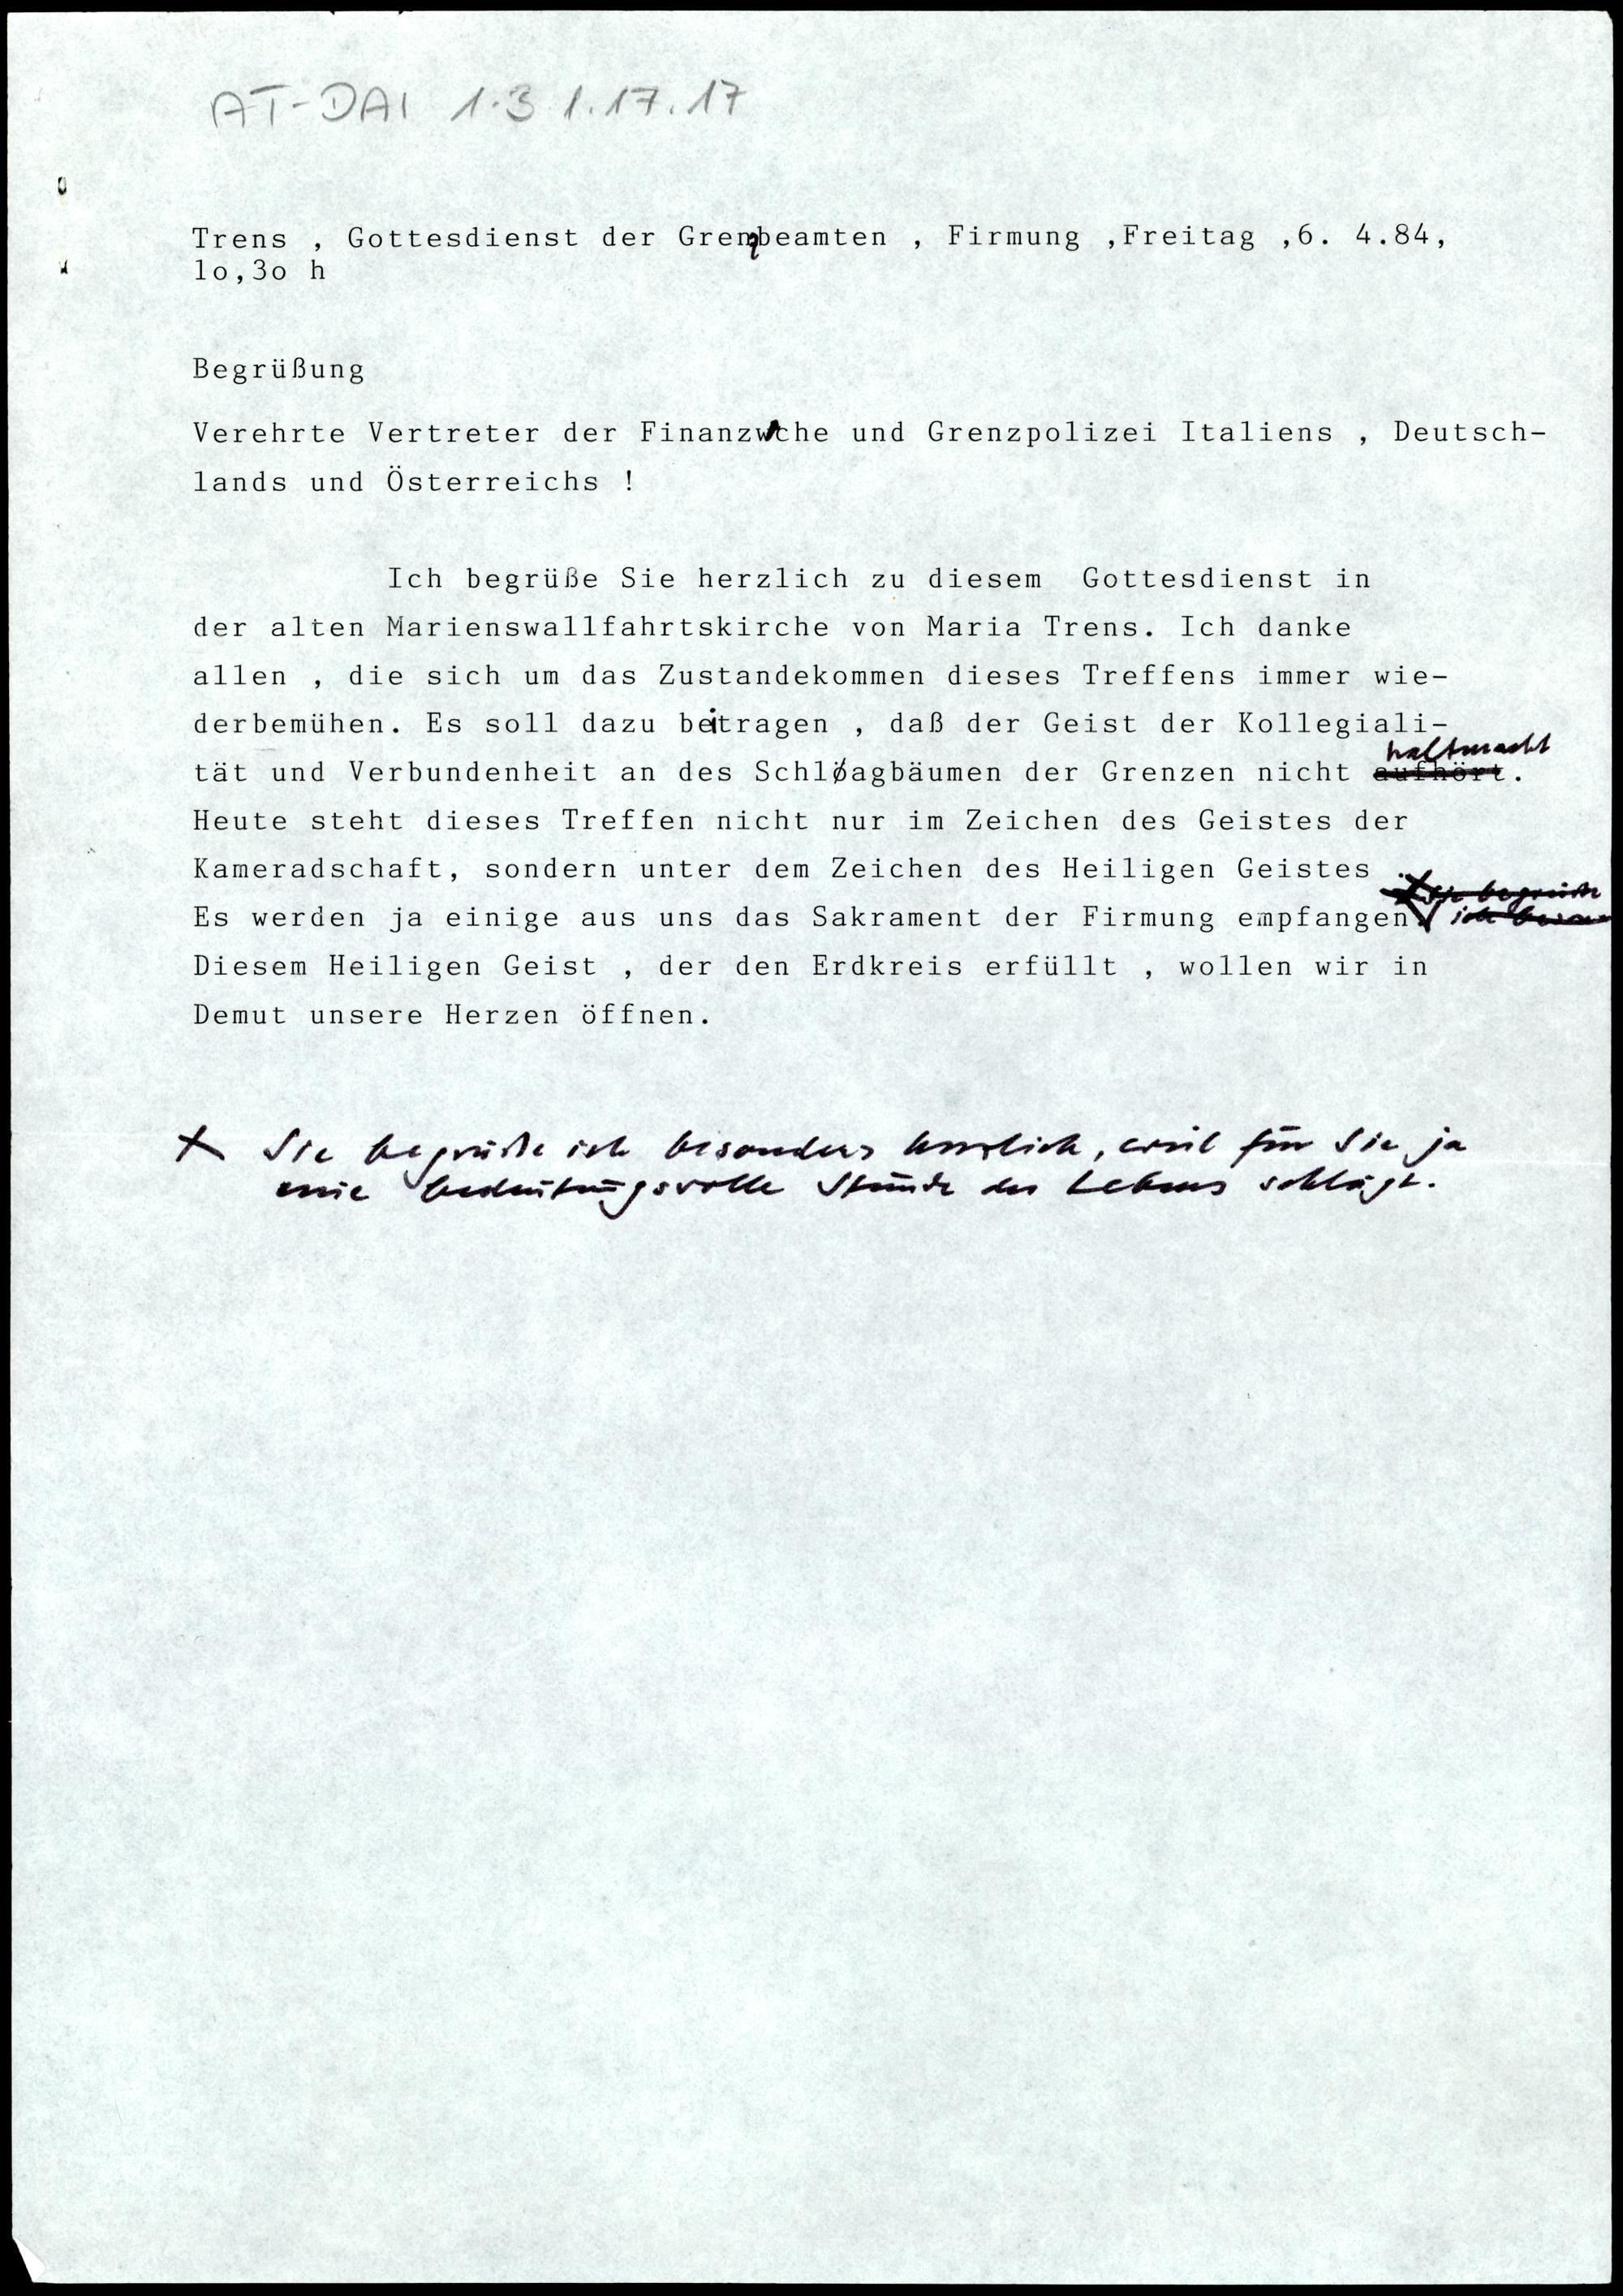 AT-DAI 1.3 1.17.17
Trens , Gottesdienst der Grenzbeamten , Firmung ,Freitag ,6. 4.84,
lo,3o h
Begrüßung
Verehrte Vertreter der Finanzwache und Grenzpolizei Italiens , Deutsch-
lands und Österreichs !
Ich begrüße Sie herzlich zu diesem Gottesdienst in
der alten Marienswallfahrtskirche von Maria Trens. Ich danke
allen , die sich um das Zustandekommen dieses Treffens immer wie-
derbemühen. Es soll dazu beitragen , daß der Geist der Kollegiali-
haltmacht
tät und Verbundenheit an des Schløagbäumen der Grenzen nicht aufhört.
Heute steht dieses Treffen nicht nur im Zeichen des Geistes der
Kameradschaft, sondern unter dem Zeichen des Heiligen Geistes .
Sie begrüße
Es werden ja einige aus uns das Sakrament der Firmung empfangen. ich
Diesem Heiligen Geist , der den Erdkreis erfüllt , wollen wir in
Demut unsere Herzen öffnen.
x Sie begrüße ich besonders herzlich, weil für Sie ja
eine bedeutungsvolle Stunde des Lebens schlägt.